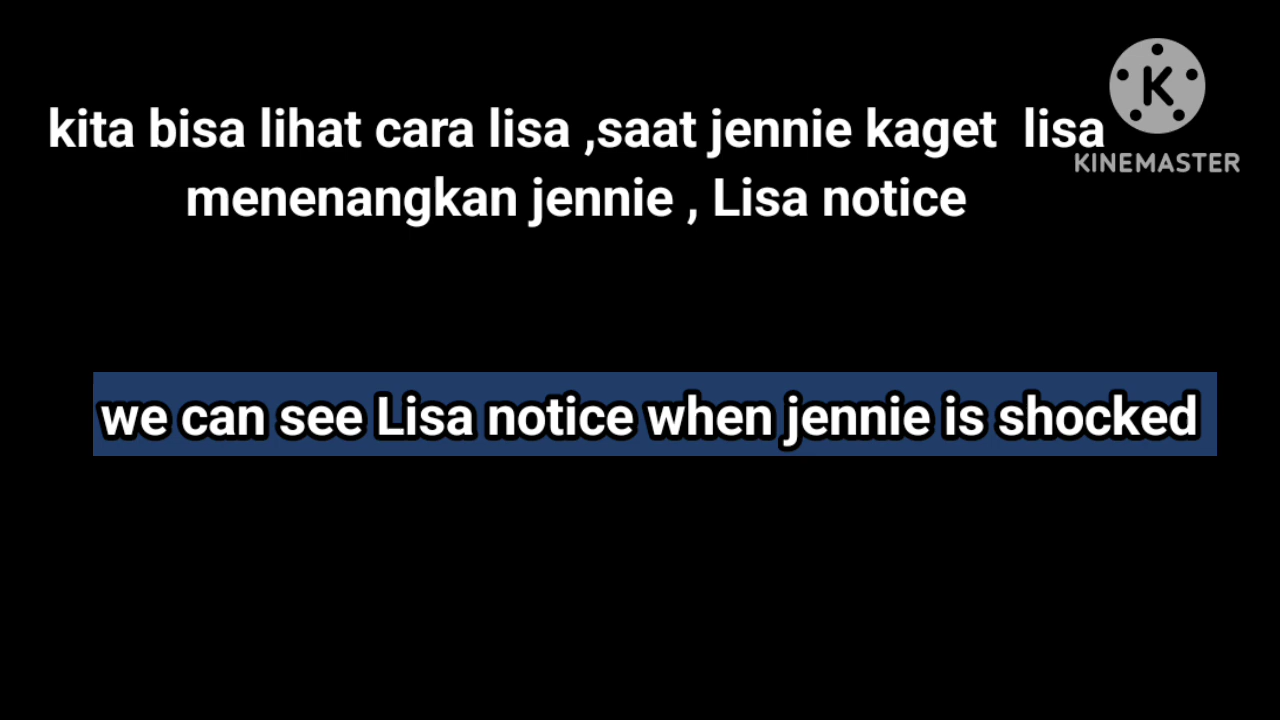 kita bisa lihat cara lisa ,saat jennie kaget  lisa
menenangkan jennie , Lisa notice
K
KINEMASTER
we can see Lisa notice when jennie is shocked